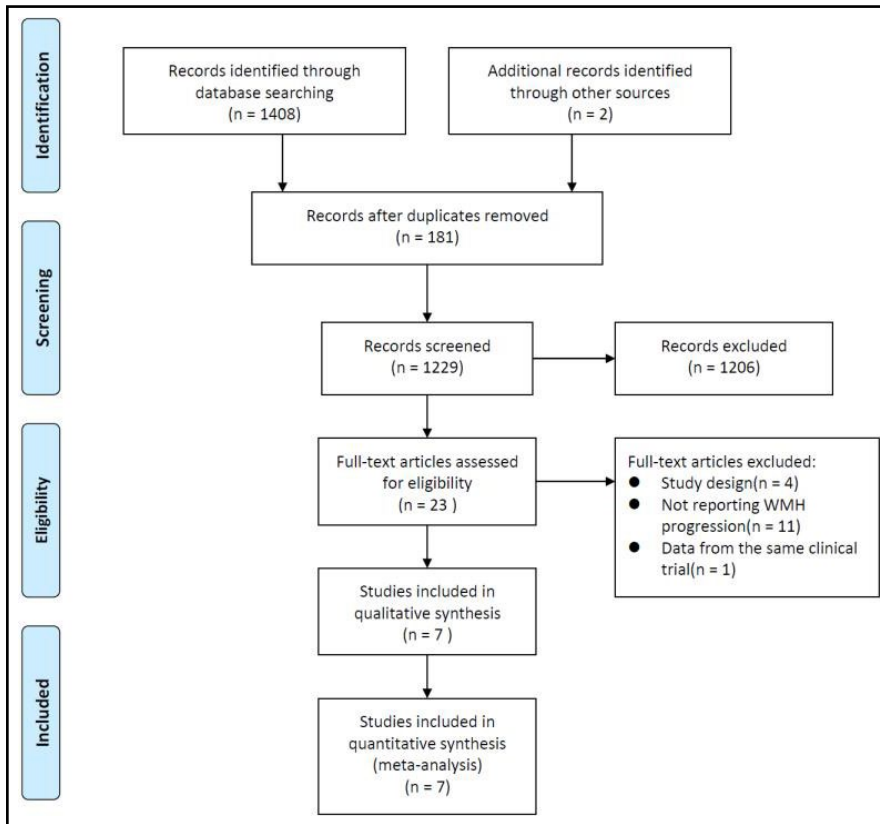 Identification
Records identified through
database searching
(n = 1408)
Additional records identified
through other sources
(n = 2)
Records after duplicates removed
(n = 181)
Screening
Records screened
(n = 1229)
Records excluded
(n = 1206)
Eligibility
Full-text articles assessed
for eligibility
(n = 23 )
Full-text articles excluded:
● Study design(n = 4)
● Not reporting WMH
progression(n = 11)
● Data from the same clinical
trial(n = 1)
Studies included in
qualitative synthesis
(n = 7 )
Included
Studies included in
quantitative synthesis
(meta-analysis)
(n = 7)